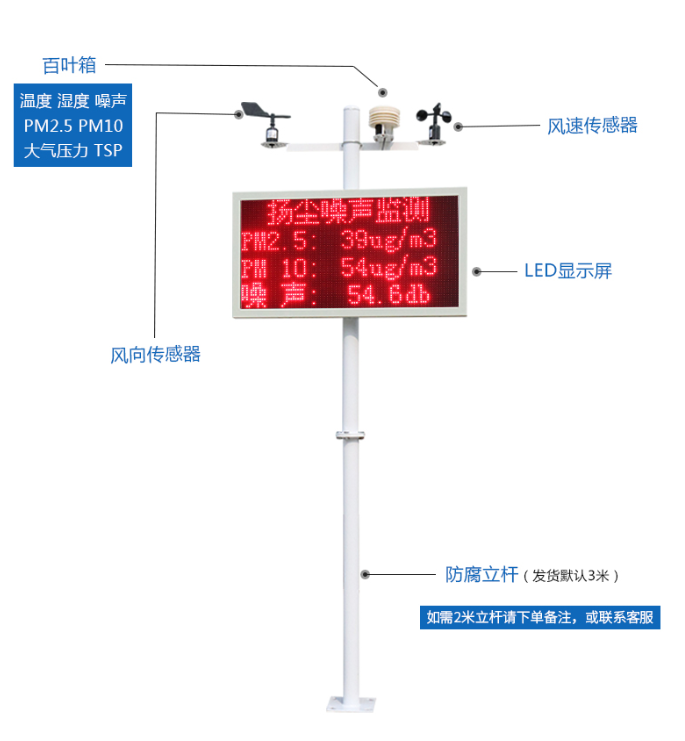 百叶箱
温度 湿度 噪声
PM2.5 PM10
大气压力 TSP
风速传感器
扬尘噪声监测
PM2.5: 39ug/m3
PM 10: 54ug/m3
噪 声: 54.6db
LED显示屏
风向传感器
防腐立杆（发货默认3米）
如需2米立杆请下单备注，或联系客服